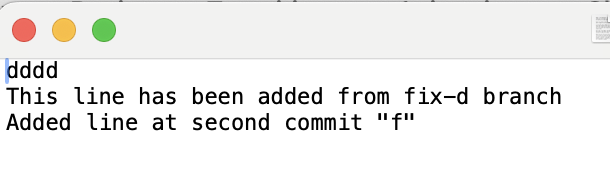 dddd
This line has been added from fix-d branch
Added line at second commit "f"